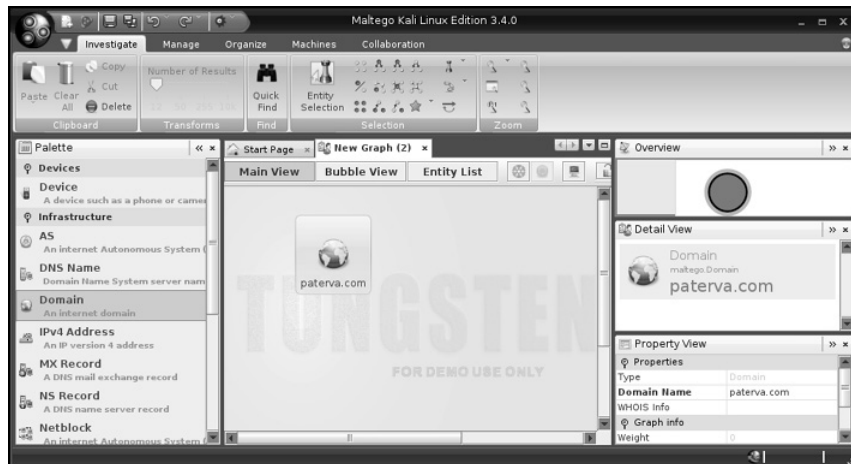 Maltego Kali Linux Edition 3.4.0
Investigate Manage Organize Machines Collaboration
Paste Clear All Copy Cut Delete
Number of Results
Quick Find
Entity Selection
Clipboard Transforms Find Selection Zoom
Palette
Devices
Device
A device such as a phone or camer
Infrastructure
AS
An internet Autonomous System (
DNS Name
Domain Name System server nam
Domain
An internet domain
IPv4 Address
An IP version 4 address
MX Record
A DNS mail exchange record
NS Record
A DNS name server record
Netblock
An internet Autonomous System (
Start Page New Graph (2)
Main View Bubble View Entity List
paterva.com
TUNGSTEN
FOR DEMO USE ONLY
Overview
Detail View
Domain
maltego.Domain
paterva.com
Property View
Properties
Type Domain
Domain Name paterva.com
WHOIS Info
Graph info
Weight 0